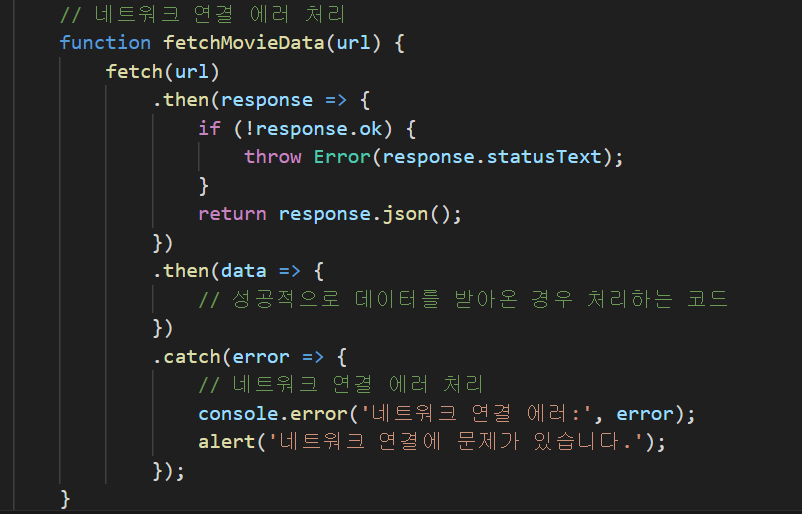 // 네트워크 연결 에러 처리
function fetchMovieData(url) {
    fetch(url)
        .then(response => {
            if (!response.ok) {
                throw Error(response.statusText);
            }
            return response.json();
        })
        .then(data => {
            // 성공적으로 데이터를 받아온 경우 처리하는 코드
        })
        .catch(error => {
            // 네트워크 연결 에러 처리
            console.error('네트워크 연결 에러:', error);
            alert('네트워크 연결에 문제가 있습니다.');
        });
}